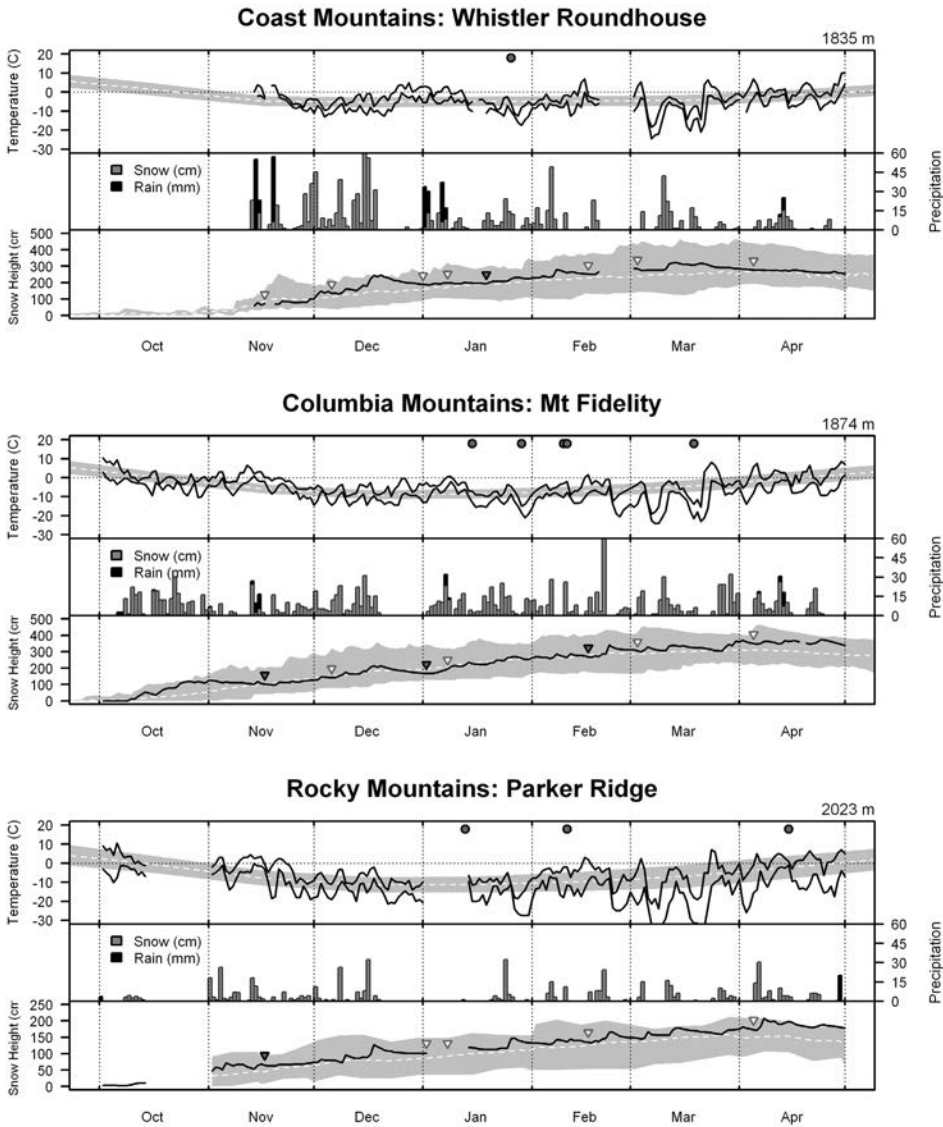 Coast Mountains: Whistler Roundhouse
1835 m
Temperature (C)
20
10
0
-10
-20
-30
Snow (cm)
Rain (mm)
60
45
30
15
0
Precipitation
Snow Height (cm
500
400
300
200
100
0
Oct Nov Dec Jan Feb Mar Apr
Columbia Mountains: Mt Fidelity
1874 m
Temperature (C)
20
10
0
-10
-20
-30
Snow (cm)
Rain (mm)
60
45
30
15
0
Precipitation
Snow Height (cm
500
400
300
200
100
0
Oct Nov Dec Jan Feb Mar Apr
Rocky Mountains: Parker Ridge
2023 m
Temperature (C)
20
10
0
-10
-20
-30
Snow (cm)
Rain (mm)
60
45
30
15
0
Precipitation
Snow Height (cm
250
200
150
100
50
0
Oct Nov Dec Jan Feb Mar Apr